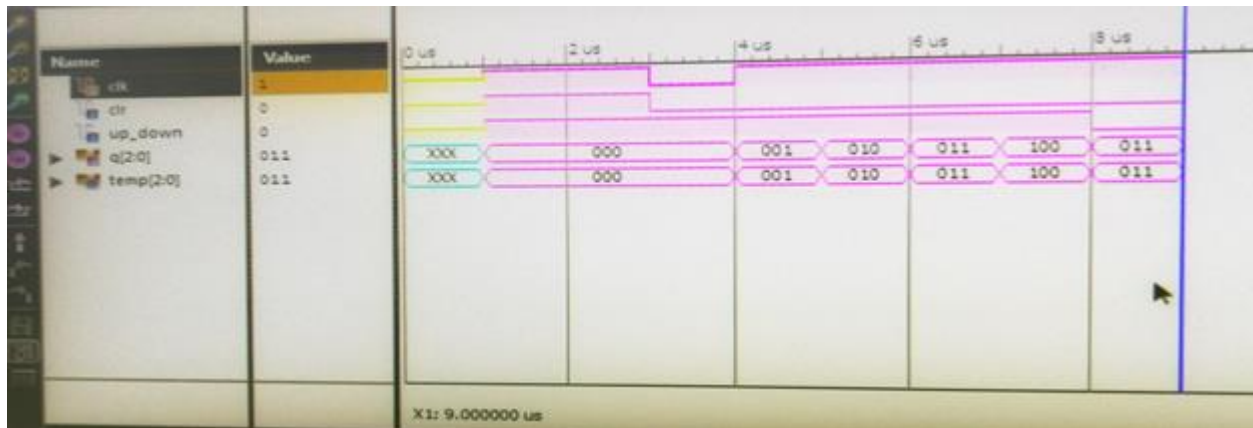 Name Value 0 us 2 us 4 us 6 us 8 us
clk 1
clr 0
up_down 0
q[2:0] 011 XXX 000 001 010 011 100 011
temp[2:0] 011 XXX 000 001 010 011 100 011
X1: 9.000000 us